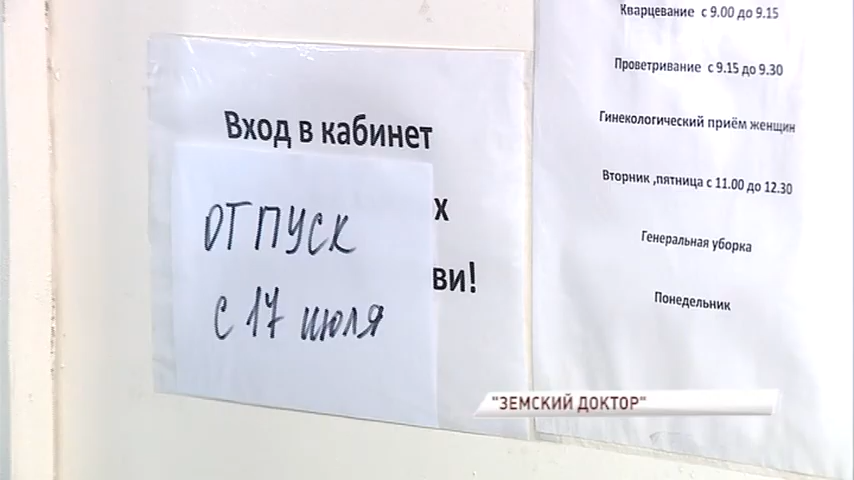 Вход в кабинет
х
ви!
ОТПУСК
с 17 июля
Кварцевание с 9.00 до 9.15
Проветривание с 9.15 до 9.30
Гинекологический приём женщин
Вторник ,пятница с 11.00 до 12.30
Генеральная уборка
Понедельник
"ЗЕМСКИЙ ДОКТОР"